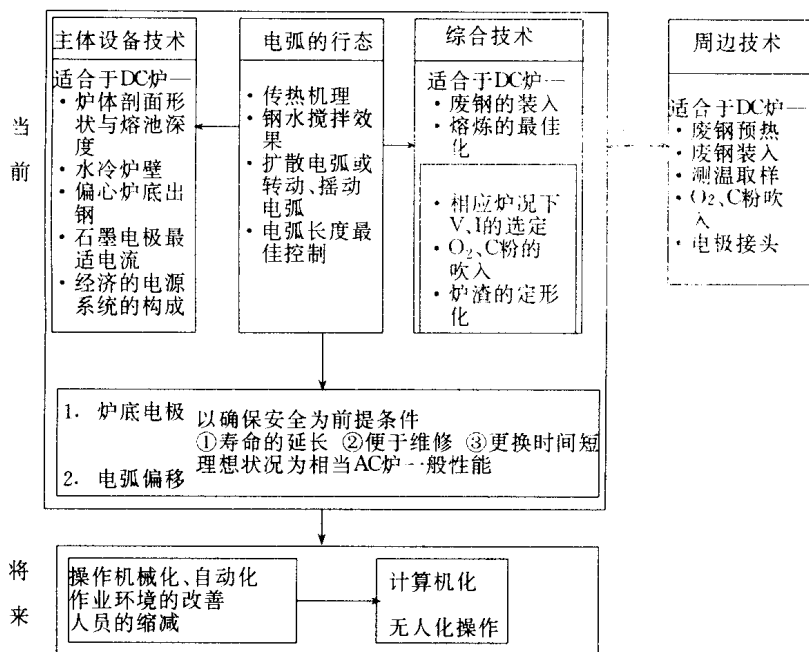 当前
主体设备技术
适合于DC炉—
·炉体剖面形
状与熔池深
度
·水冷炉壁
·偏心炉底出
钢
·石墨电极最
适电流
·经济的电源
系统的构成
电弧的行态
·传热机理
·钢水搅拌效
果
·扩散电弧或
转动、摇动
电弧
·电弧长度最
佳控制
综合技术
适合于DC炉—
·废钢的装入
·熔炼的最佳
化
·相应炉况下
V、I的选定
·O₂、C粉的
吹入
·炉渣的定形
化
周边技术
适合于DC炉—
·废钢预热
·废钢装入
·测温取样
·O₂、C粉吹
入
·电极接头
1. 炉底电极
以确保安全为前提条件
①寿命的延长 ②便于维修 ③更换时间短
理想状况为相当AC炉一般性能
2. 电弧偏移
将来
操作机械化、自动化
作业环境的改善
人员的缩减
计算机化
无人化操作